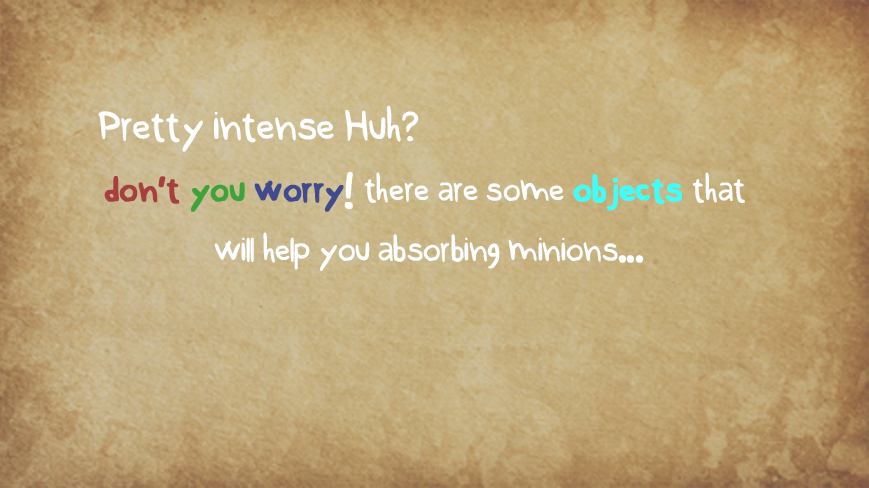 Pretty intense Huh?
don't you worry! there are some objects that
will help you absorbing minions...